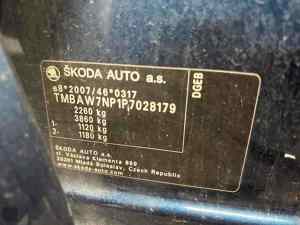 ŠKODA AUTO a.s.
e8*2007/46*0317
TMBAW7NP1P7028179
2260 kg
3860 kg
1- 1120 kg
2- 1180 kg
DGEB
ŠKODA AUTO a.s.
tř. Václava Klementa 869
29301 Mladá Boleslav, Czech Republic
www.skoda-auto.com